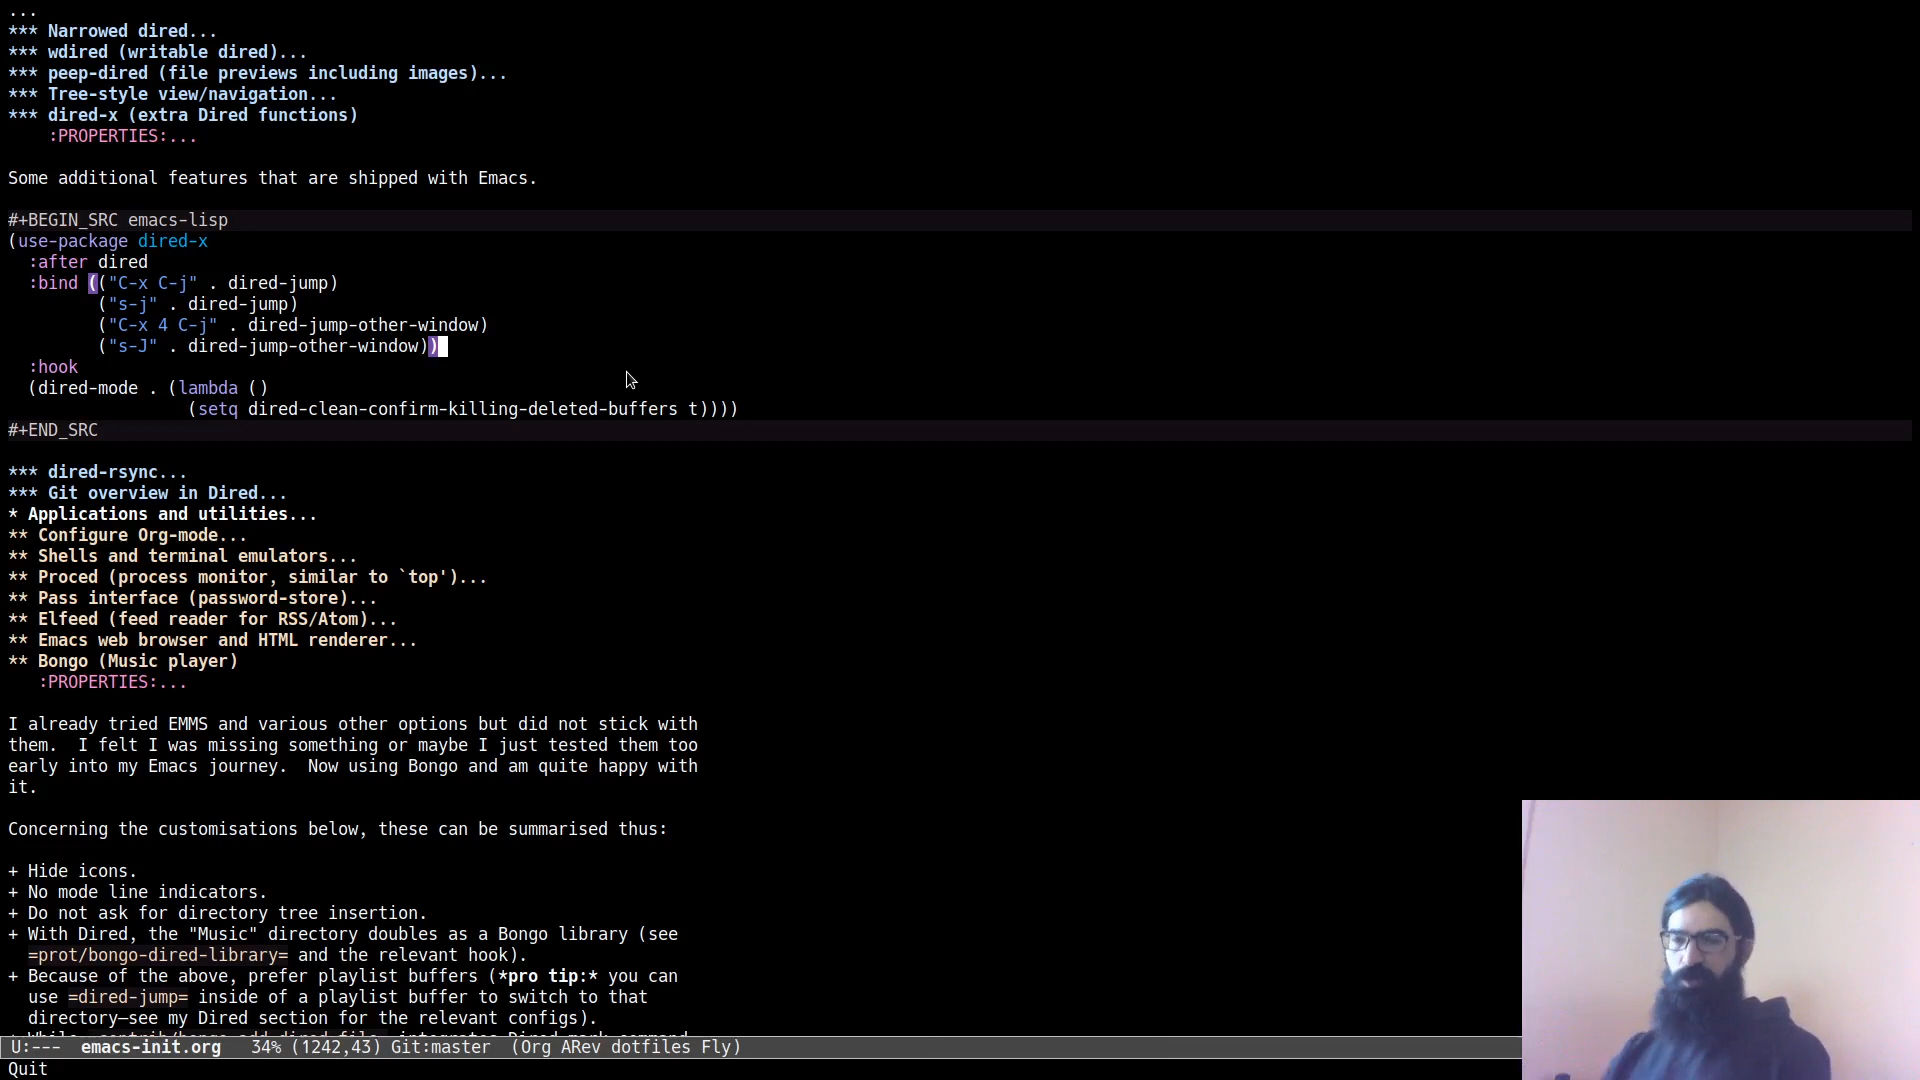 ...
*** Narrowed dired...
*** wdired (writable dired)...
*** peep-dired (file previews including images)...
*** Tree-style view/navigation...
*** dired-x (extra Dired functions)
    :PROPERTIES:...
Some additional features that are shipped with Emacs.
#+BEGIN_SRC emacs-lisp
(use-package dired-x
  :after dired
  :bind (("C-x C-j" . dired-jump)
         ("s-j" . dired-jump)
         ("C-x 4 C-j" . dired-jump-other-window)
         ("s-J" . dired-jump-other-window))
  :hook
  (dired-mode . (lambda ()
                  (setq dired-clean-confirm-killing-deleted-buffers t))))
#+END_SRC
*** dired-rsync...
*** Git overview in Dired...
* Applications and utilities...
** Configure Org-mode...
** Shells and terminal emulators...
** Proced (process monitor, similar to `top')...
** Pass interface (password-store)...
** Elfeed (feed reader for RSS/Atom)...
** Emacs web browser and HTML renderer...
** Bongo (Music player)
   :PROPERTIES:...
I already tried EMMS and various other options but did not stick with
them.  I felt I was missing something or maybe I just tested them too
early into my Emacs journey.  Now using Bongo and am quite happy with
it.
Concerning the customisations below, these can be summarised thus:
+ Hide icons.
+ No mode line indicators.
+ Do not ask for directory tree insertion.
+ With Dired, the "Music" directory doubles as a Bongo library (see
  =prot/bongo-dired-library= and the relevant hook).
+ Because of the above, prefer playlist buffers (*pro tip:* you can
  use =dired-jump= inside of a playlist buffer to switch to that
  directory—see my Dired section for the relevant configs).
U:---  emacs-init.org   34% (1242,43) Git:master  (Org ARev dotfiles Fly)
Quit